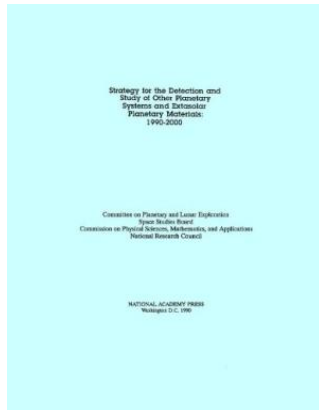 Strategy for the Detection and
Study of Other Planetary
Systems and Extrasolar
Planetary Materials:
1990-2000
Committee on Planetary and Lunar Exploration
Space Studies Board
Commission on Physical Sciences, Mathematics, and Applications
National Research Council
NATIONAL ACADEMY PRESS
Washington D.C. 1990